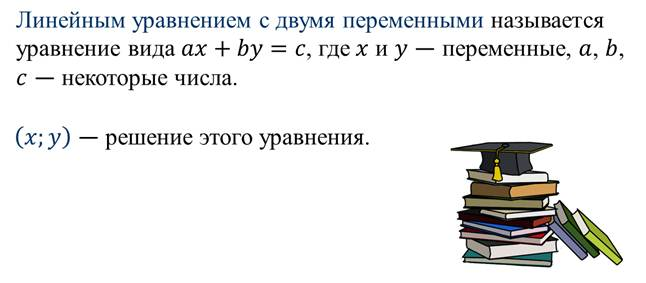 Линейным уравнением с двумя переменными называется
уравнение вида ax + by = c, где x и y — переменные, a, b,
c — некоторые числа.
(x; y) — решение этого уравнения.